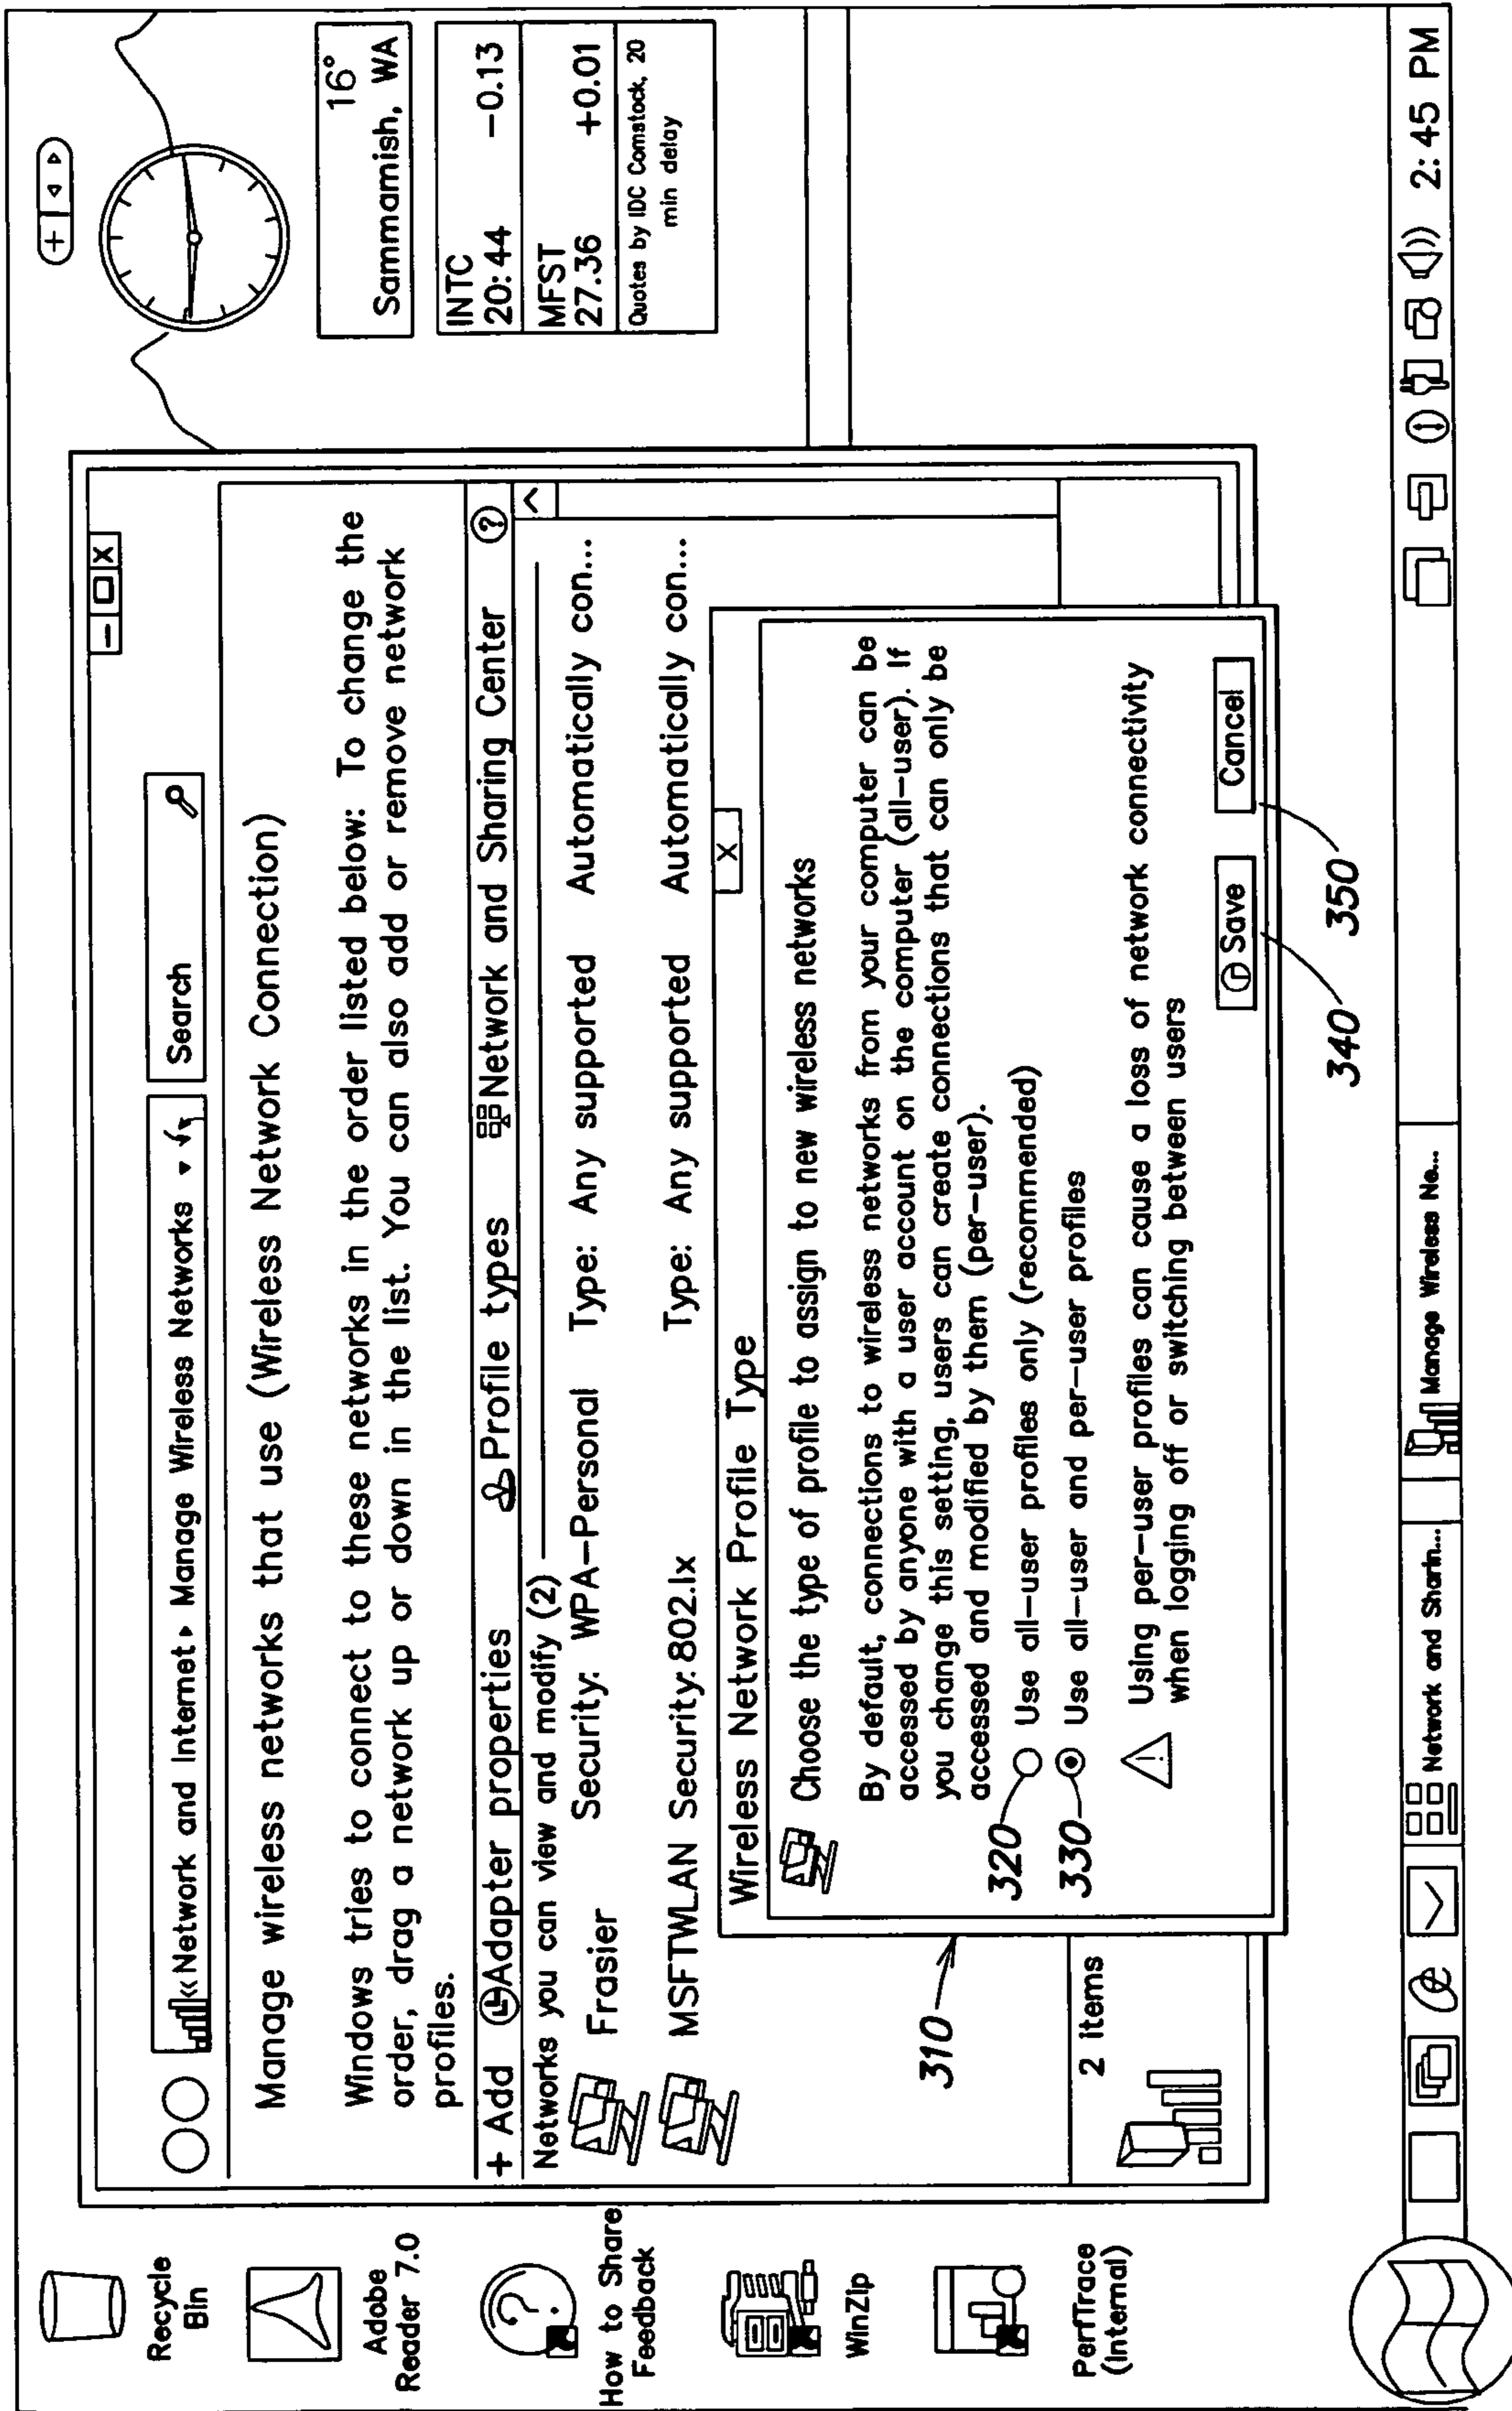 Recycle
Bin
Adobe
Reader 7.0
How to Share
Feedback
WinZip
PerfTrace
(Internal)
«Network and Internet▸ Manage Wireless Networks
Search
Manage wireless networks that use (Wireless Network Connection)
Windows tries to connect to these networks in the order listed below: To change the
order, drag a network up or down in the list. You can also add or remove network
profiles.
+ Add Adapter properties Profile types Network and Sharing Center ?
Networks you can view and modify (2)
Frasier Security: WPA–Personal Type: Any supported Automatically con...
MSFTWLAN Security:802.lx Type: Any supported Automatically con...
Wireless Network Profile Type X
Choose the type of profile to assign to new wireless networks
By default, connections to wireless networks from your computer can be
accessed by anyone with a user account on the computer (all–user). If
you change this setting, users can create connections that can only be
accessed and modified by them (per–user).
320 Use all–user profiles only (recommended)
330 Use all–user and per–user profiles
Using per–user profiles can cause a loss of network connectivity
when logging off or switching between users
Save Cancel
310
340 350
2 items
16°
Sammamish, WA
INTC
20:44 –0.13
MFST
27.36 +0.01
Quotes by IDC Comstock, 20
min delay
Network and Sharin... Manage Wireless Ne... 2:45 PM